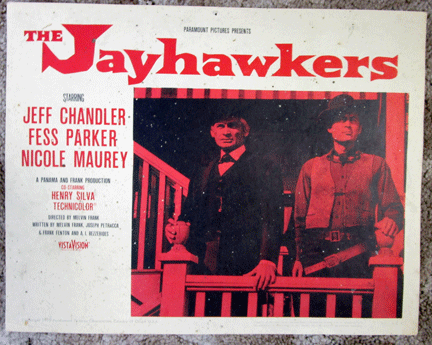 PARAMOUNT PICTURES PRESENTS
THE Jayhawkers
STARRING
JEFF CHANDLER
FESS PARKER
NICOLE MAUREY
A PANAMA AND FRANK PRODUCTION
CO-STARRING
HENRY SILVA
TECHNICOLOR®
DIRECTED BY MELVIN FRANK
WRITTEN BY MELVIN FRANK, JOSEPH PETRACCA,
& FRANK FENTON AND A. I. BEZZERIDES
VISTAVISION